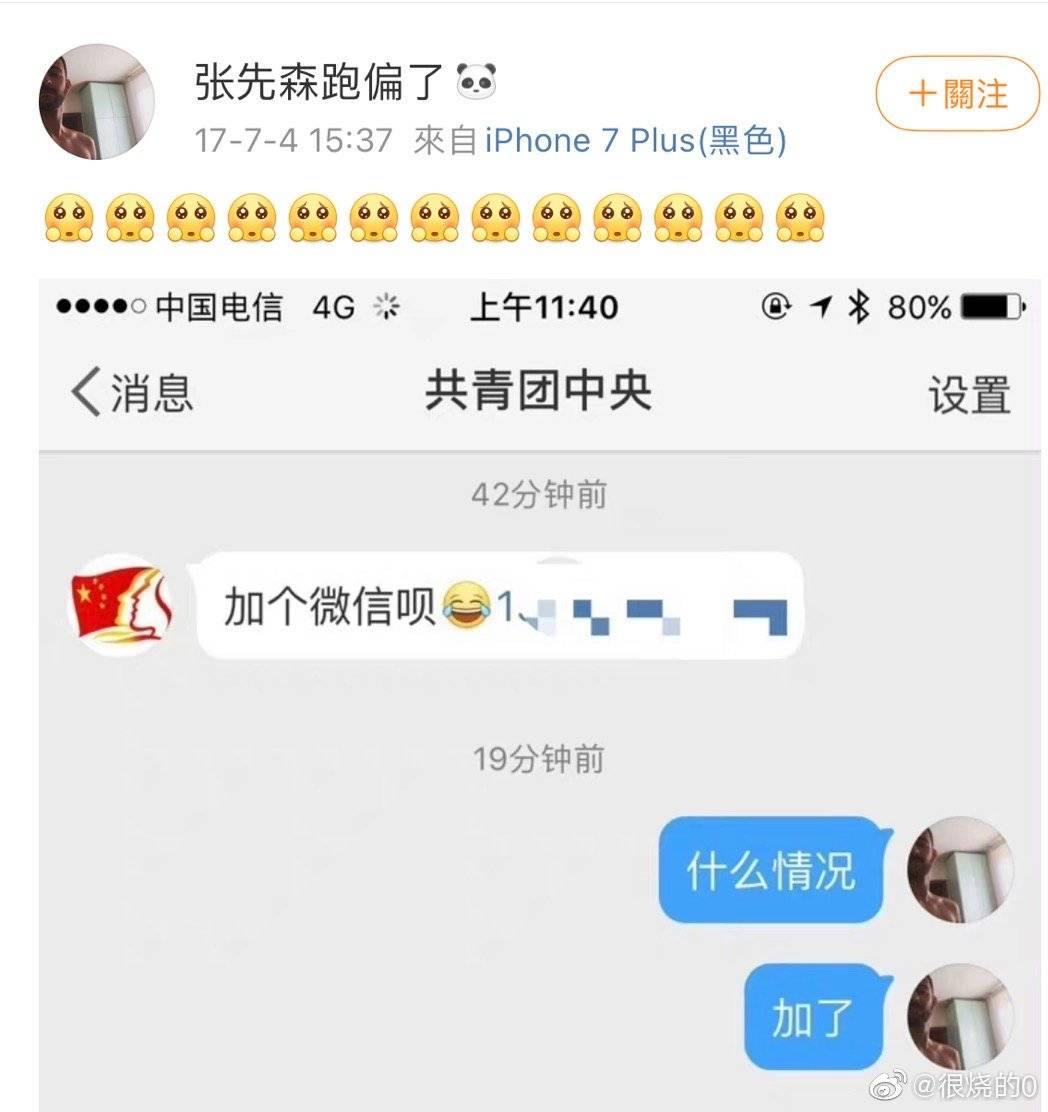 张先森跑偏了🐼
＋關注
17-7-4 15:37 來自iPhone 7 Plus(黑色)
🥺🥺🥺🥺🥺🥺🥺🥺🥺🥺🥺🥺🥺
中国电信 4G 上午11:40 80%
消息 共青团中央 设置
42分钟前
加个微信呗😂1
19分钟前
什么情况
加了
@很烧的0